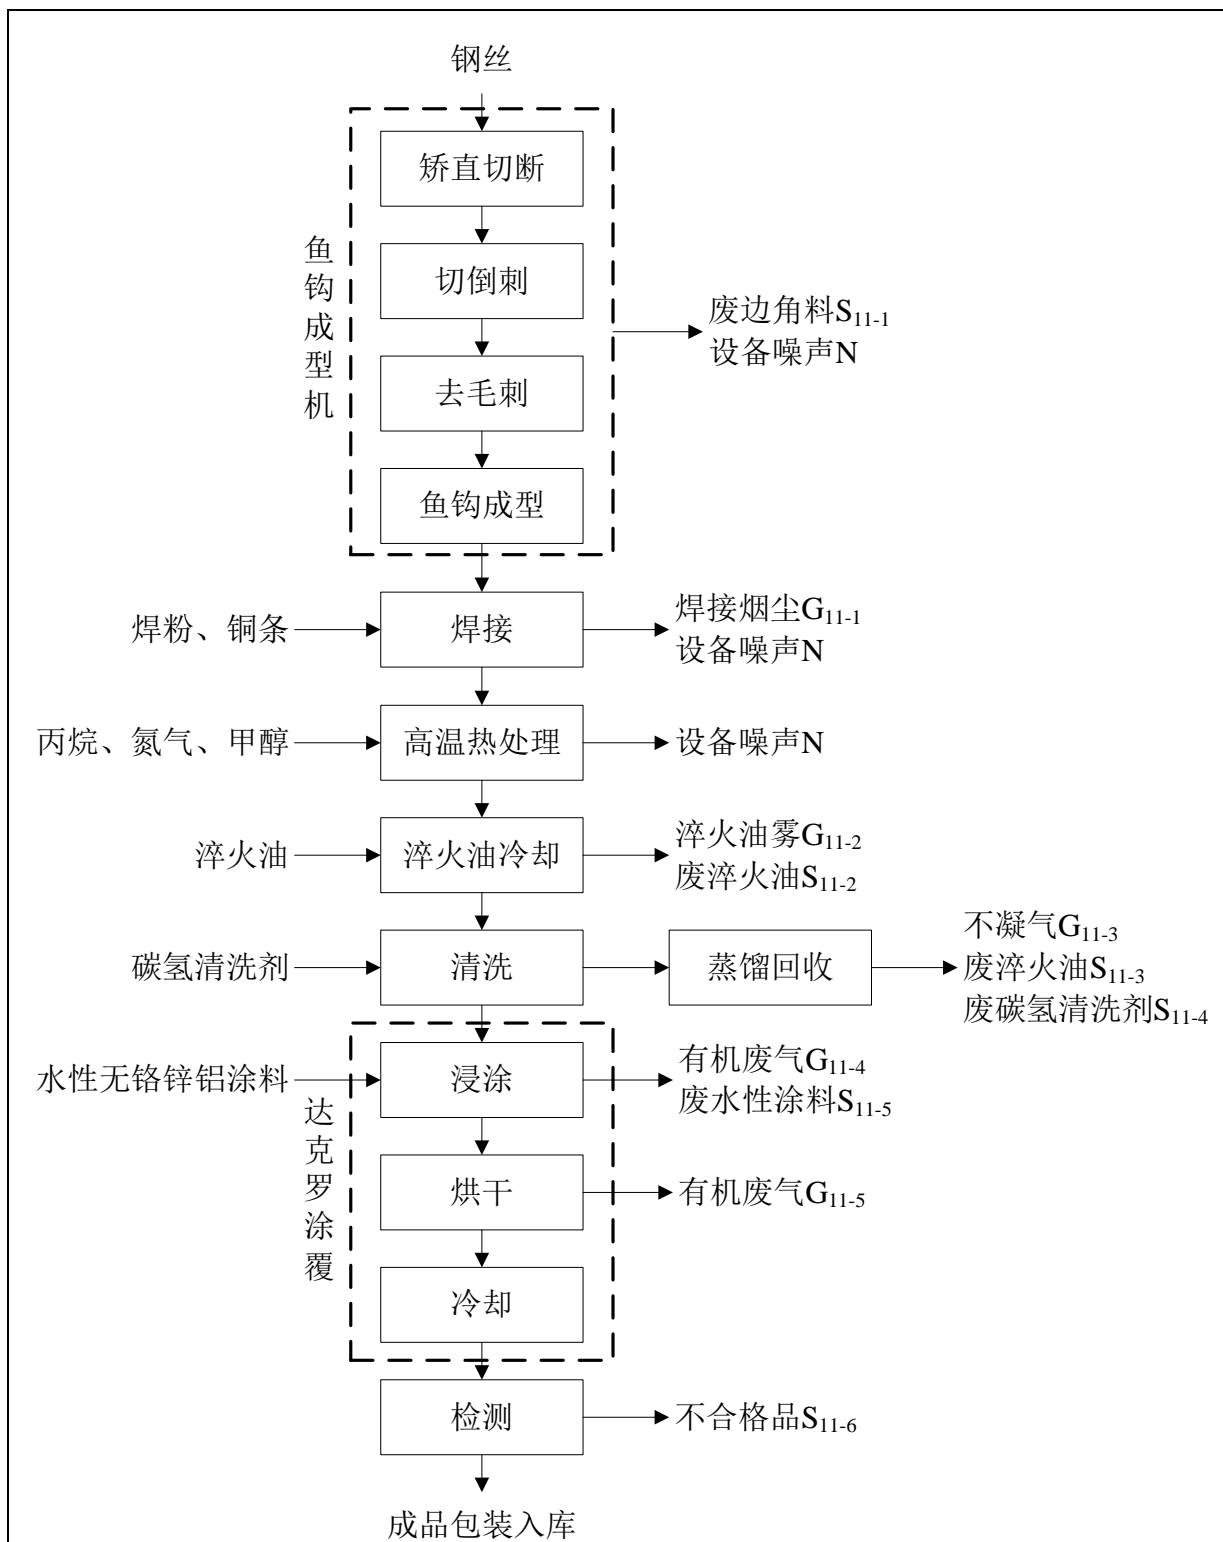 钢丝
矫直切断
鱼钩成型机
切倒刺
废边角料S11-1
设备噪声N
去毛刺
鱼钩成型
焊粉、铜条
焊接
焊接烟尘G11-1
设备噪声N
丙烷、氮气、甲醇
高温热处理
设备噪声N
淬火油
淬火油冷却
淬火油雾G11-2
废淬火油S11-2
碳氢清洗剂
清洗
蒸馏回收
不凝气G11-3
废淬火油S11-3
废碳氢清洗剂S11-4
水性无铬锌铝涂料
浸涂
有机废气G11-4
废水性涂料S11-5
达克罗涂覆
烘干
有机废气G11-5
冷却
检测
不合格品S11-6
成品包装入库